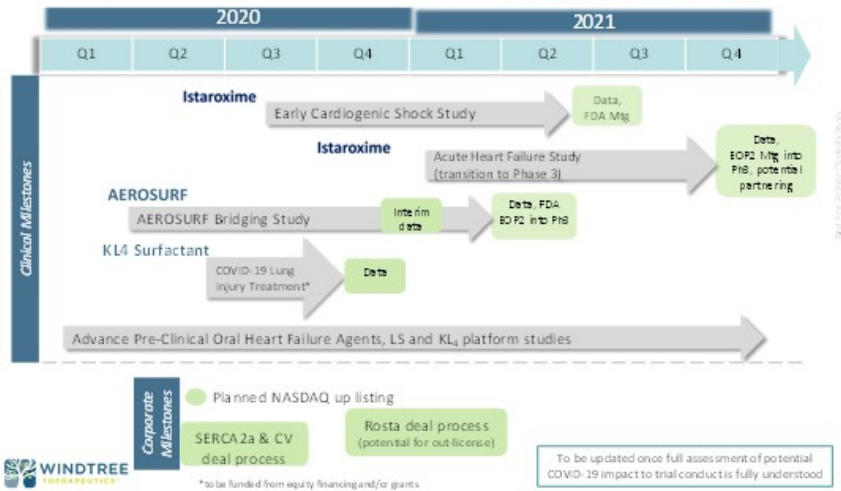 2020
2021
Q1
Q2
Q3
Q4
Q1
Q2
Q3
Q4
Clinical Milestones
Istaroxime
Early Cardiogenic Shock Study
Data,
FDA Mtg
Istaroxime
Acute Heart Failure Study
(transition to Phase 3)
Data,
EOP2 Mtg into
Ph3, potential
partnering
AEROSURF
AEROSURF Bridging Study
Interim
data
Data, FDA
EOP2 into Ph3
KL4 Surfactant
COVID-19 Lung
Injury Treatment*
Data
Advance Pre-Clinical Oral Heart Failure Agents, LS and KL₄ platform studies
Corporate
Milestones
Planned NASDAQ up listing
SERCA2a & CV
deal process
Rosta deal process
(potential for out-license)
*to be funded from equity financing and/or grants
To be updated once full assessment of potential
COVID-19 impact to trial conduct is fully understood
WINDTREE
THERAPEUTICS
Not For Public Distribution